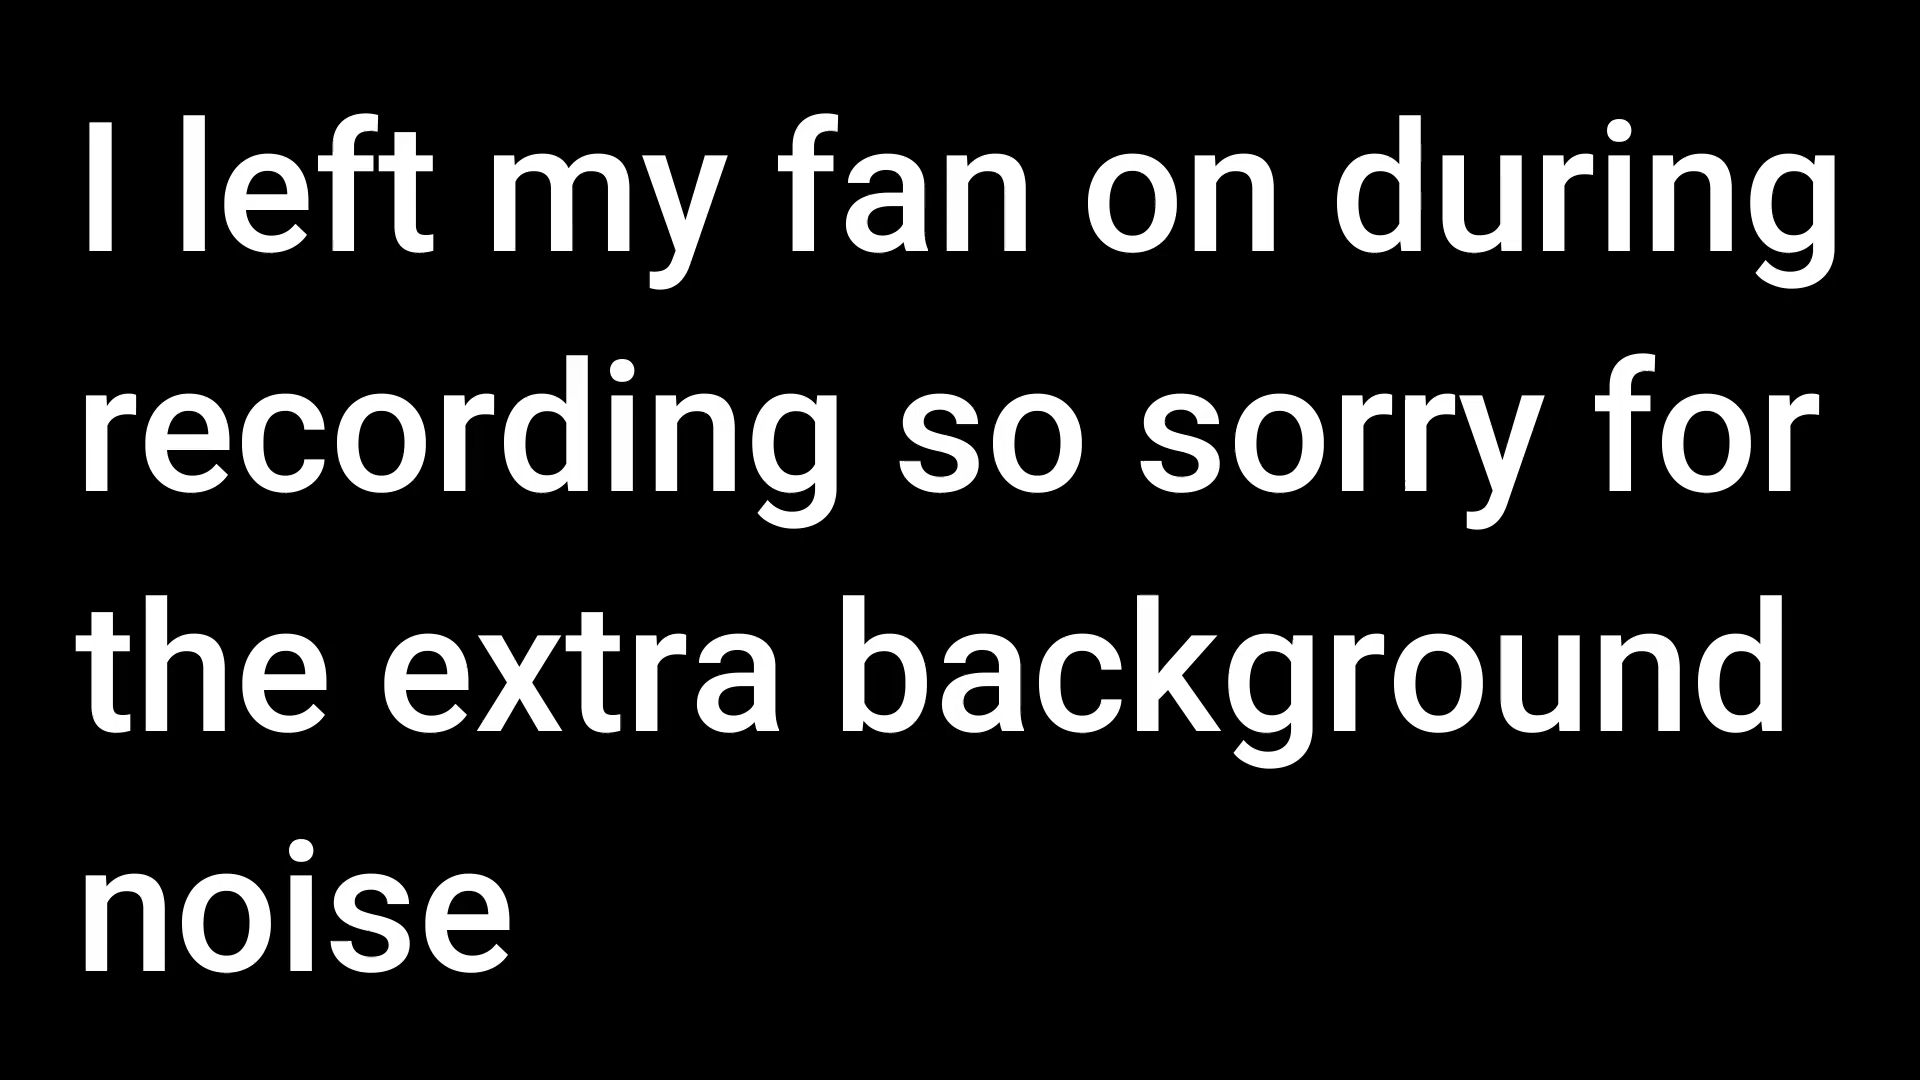 I left my fan on during
recording so sorry for
the extra background
noise